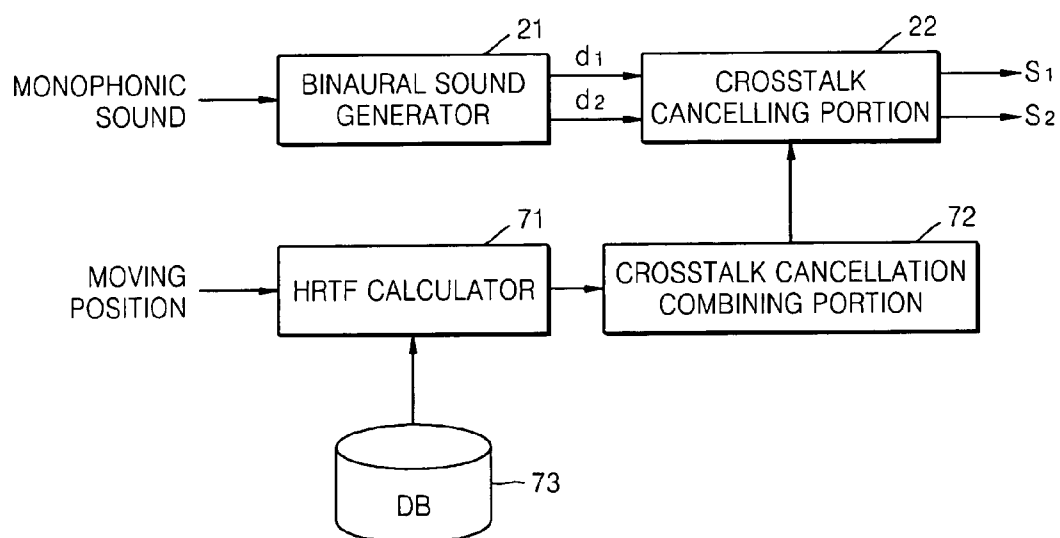 21
22
MONOPHONIC
SOUND
BINAURAL SOUND
GENERATOR
d1
d2
CROSSTALK
CANCELLING PORTION
S1
S2
71
72
MOVING
POSITION
HRTF CALCULATOR
CROSSTALK CANCELLATION
COMBINING PORTION
DB
73